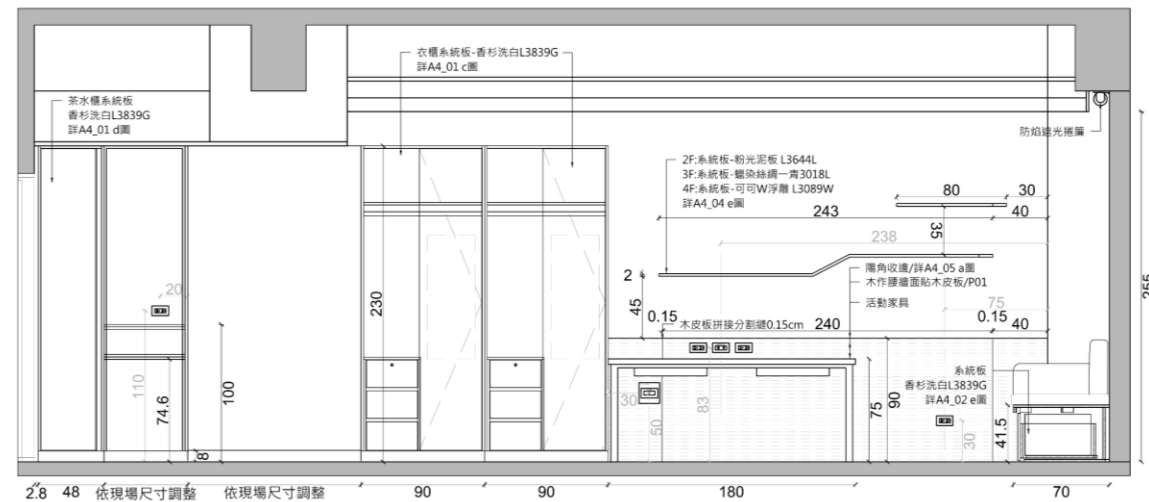 衣櫃系統板-香杉洗白L3839G
詳A4_01 c圖
茶水櫃系統板
香杉洗白L3839G
詳A4_01 d圖
防焰遮光捲簾
2F:系統板-粉光泥板 L3644L
3F:系統板-蠟染絲綢一青3018L
4F:系統板-可可W浮雕 L3089W
詳A4_04 e圖
80
30
243
40
35
238
陽角收邊/詳A4_05 a圖
木作腰牆面貼木皮板/P01
活動家具
2
45
75
255
20
230
0.15
木皮板拼接分割縫0.15cm
240
0.15
40
110
74.6
100
30
50
83
75
90
系統板
香杉洗白L3839G
詳A4_02 e圖
30
41.5
8
2.8
48
依現場尺寸調整
依現場尺寸調整
90
90
180
70